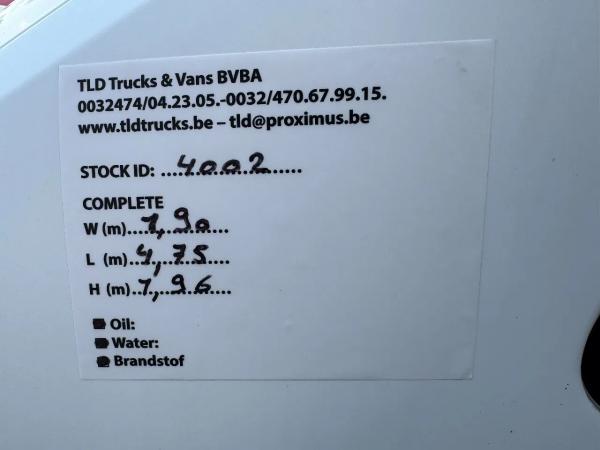 TLD Trucks & Vans BVBA
0032474/04.23.05.-0032/470.67.99.15.
www.tldtrucks.be – tld@proximus.be
STOCK ID: ....4002.......
COMPLETE
W (m)....1,90....
L (m)..4,75....
H (m)..1,96....
Oil:
Water:
Brandstof